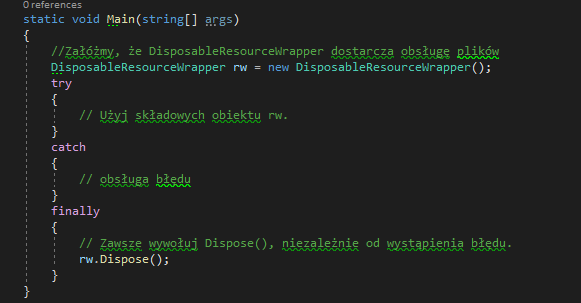 0 references
static void Main(string[] args)
{
//Załóżmy, że DisposableResourceWrapper dostarcza obsługę plików
DisposableResourceWrapper rw = new DisposableResourceWrapper();
try
{
// Użyj składowych obiektu rw.
}
catch
{
// obsługa błędu
}
finally
{
// Zawsze wywołuj Dispose(), niezależnie od wystąpienia błędu.
rw.Dispose();
}
}